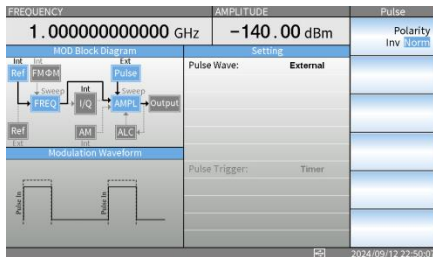 FREQUENCY
AMPLITUDE
Pulse
1.000000000000 GHz
-140.00 dBm
Polarity
Inv Norm
MOD Block Diagram
Setting
Int
Int
Ext
Ref
FMΦM
Pulse
Pulse Wave:
External
Sweep
Int
Sweep
FREQ
I/Q
AMPL
Output
Ref
AM
ALC
Ext
Int
Modulation Waveform
Pulse Trigger:
Timer
Pulse In
Pulse In
2024/09/12 22:50:0